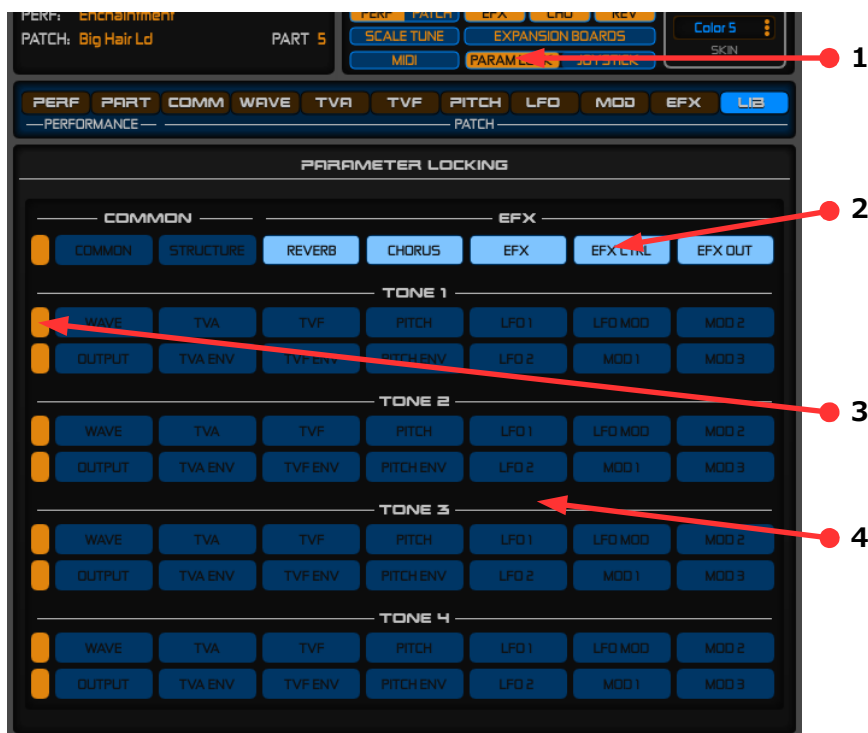 PERF: Enchaintment
PERF PATCH EFX CHO REV
PATCH: Big Hair Ld PART 5
SCALE TUNE EXPANSION BOARDS
Color 5
SKIN
MIDI PARAM LOCK JOYSTICK
1
PERF PART COMM WAVE TVA TVF PITCH LFO MOD EFX LIB
PERFORMANCE PATCH
PARAMETER LOCKING
2
COMMON EFX
COMMON STRUCTURE REVERB CHORUS EFX EFX CTRL EFX OUT
TONE 1
WAVE TVA TVF PITCH LFO 1 LFO MOD MOD 2
OUTPUT TVA ENV TVF ENV PITCH ENV LFO 2 MOD 1 MOD 3
3
TONE 2
WAVE TVA TVF PITCH LFO 1 LFO MOD MOD 2
OUTPUT TVA ENV TVF ENV PITCH ENV LFO 2 MOD 1 MOD 3
TONE 3
4
WAVE TVA TVF PITCH LFO 1 LFO MOD MOD 2
OUTPUT TVA ENV TVF ENV PITCH ENV LFO 2 MOD 1 MOD 3
TONE 4
WAVE TVA TVF PITCH LFO 1 LFO MOD MOD 2
OUTPUT TVA ENV TVF ENV PITCH ENV LFO 2 MOD 1 MOD 3